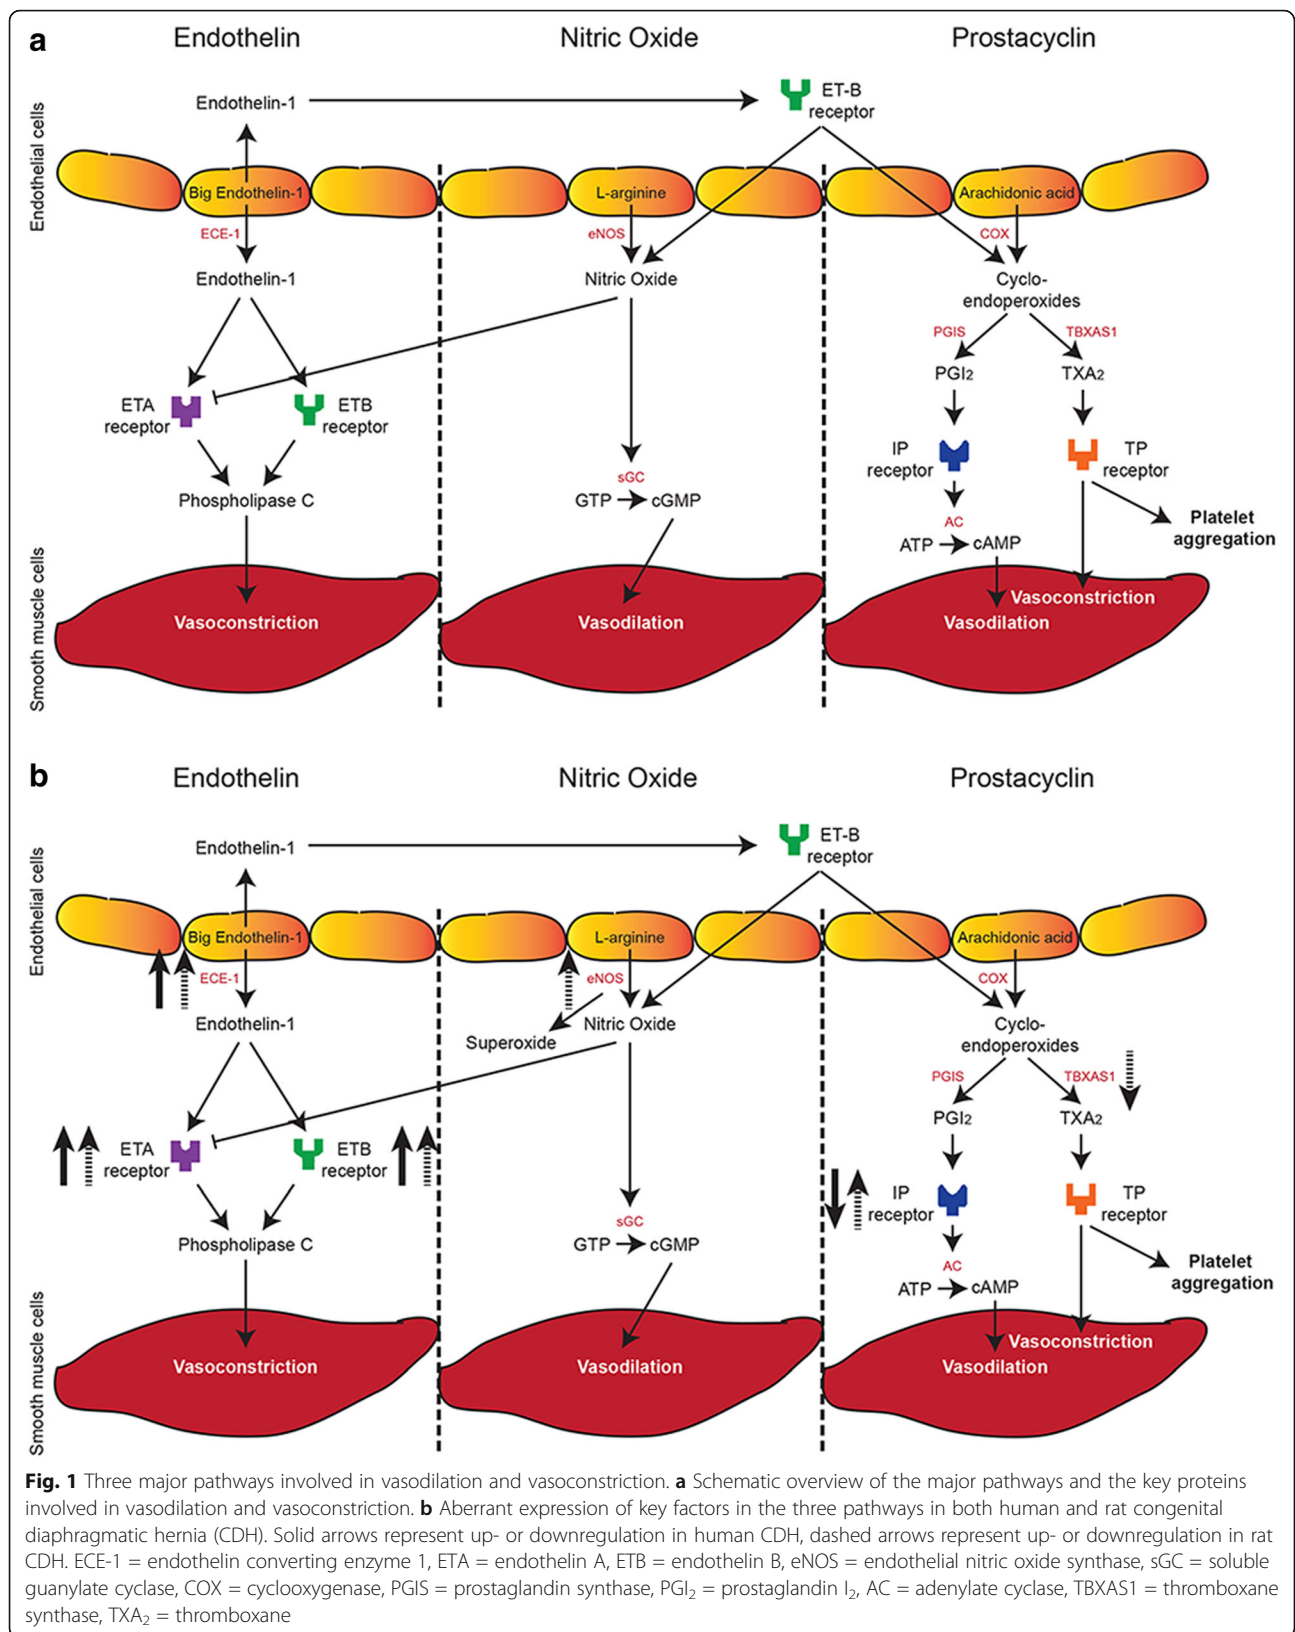 a
Endothelin
Nitric Oxide
Prostacyclin
Endothelial cells
Endothelin-1
ET-B
receptor
Big Endothelin-1
L-arginine
Arachidonic acid
ECE-1
eNOS
COX
Endothelin-1
Nitric Oxide
Cyclo-
endoperoxides
PGIS
TBXAS1
PGI2
TXA2
ETA
receptor
ETB
receptor
IP
receptor
TP
receptor
Phospholipase C
sGC
GTP
cGMP
AC
ATP
cAMP
Platelet
aggregation
Smooth muscle cells
Vasoconstriction
Vasodilation
Vasoconstriction
Vasodilation
b
Endothelin
Nitric Oxide
Prostacyclin
Endothelial cells
Endothelin-1
ET-B
receptor
Big Endothelin-1
L-arginine
Arachidonic acid
ECE-1
eNOS
COX
Endothelin-1
Nitric Oxide
Superoxide
Cyclo-
endoperoxides
PGIS
TBXAS1
PGI2
TXA2
ETA
receptor
ETB
receptor
IP
receptor
TP
receptor
Phospholipase C
sGC
GTP
cGMP
AC
ATP
cAMP
Platelet
aggregation
Smooth muscle cells
Vasoconstriction
Vasodilation
Vasoconstriction
Vasodilation
Fig. 1 Three major pathways involved in vasodilation and vasoconstriction. a Schematic overview of the major pathways and the key proteins
involved in vasodilation and vasoconstriction. b Aberrant expression of key factors in the three pathways in both human and rat congenital
diaphragmatic hernia (CDH). Solid arrows represent up- or downregulation in human CDH, dashed arrows represent up- or downregulation in rat
CDH. ECE-1 = endothelin converting enzyme 1, ETA = endothelin A, ETB = endothelin B, eNOS = endothelial nitric oxide synthase, sGC = soluble
guanylate cyclase, COX = cyclooxygenase, PGIS = prostaglandin synthase, PGI₂ = prostaglandin I₂, AC = adenylate cyclase, TBXAS1 = thromboxane
synthase, TXA₂ = thromboxane